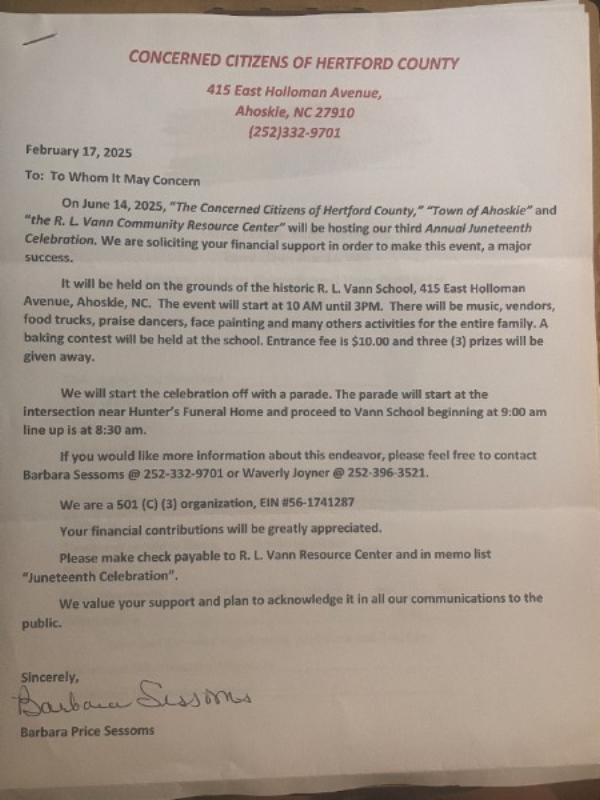 CONCERNED CITIZENS OF HERTFORD COUNTY
415 East Holloman Avenue,
Ahoskie, NC 27910
(252)332-9701
February 17, 2025
To: To Whom It May Concern
On June 14, 2025, "The Concerned Citizens of Hertford County," "Town of Ahoskie" and
"the R. L. Vann Community Resource Center" will be hosting our third Annual Juneteenth
Celebration. We are soliciting your financial support in order to make this event, a major
success.
It will be held on the grounds of the historic R. L. Vann School, 415 East Holloman
Avenue, Ahoskie, NC. The event will start at 10 AM until 3PM. There will be music, vendors,
food trucks, praise dancers, face painting and many others activities for the entire family. A
baking contest will be held at the school. Entrance fee is $10.00 and three (3) prizes will be
given away.
We will start the celebration off with a parade. The parade will start at the
intersection near Hunter's Funeral Home and proceed to Vann School beginning at 9:00 am
line up is at 8:30 am.
If you would like more information about this endeavor, please feel free to contact
Barbara Sessoms @ 252-332-9701 or Waverly Joyner @ 252-396-3521.
We are a 501 (C) (3) organization, EIN #56-1741287
Your financial contributions will be greatly appreciated.
Please make check payable to R. L. Vann Resource Center and in memo list
"Juneteenth Celebration".
We value your support and plan to acknowledge it in all our communications to the
public.
Sincerely,
Barbara Sessoms
Barbara Price Sessoms